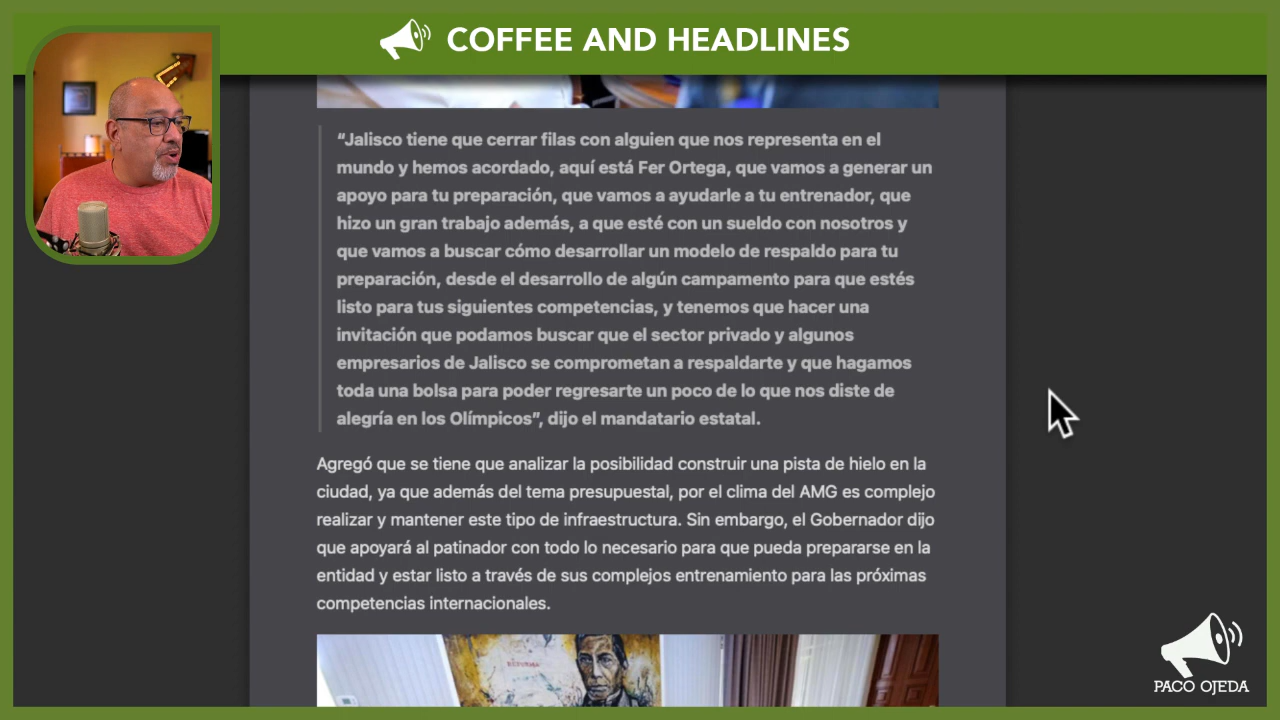 COFFEE AND HEADLINES
“Jalisco tiene que cerrar filas con alguien que nos representa en el
mundo y hemos acordado, aquí está Fer Ortega, que vamos a generar un
apoyo para tu preparación, que vamos a ayudarle a tu entrenador, que
hizo un gran trabajo además, a que esté con un sueldo con nosotros y
que vamos a buscar cómo desarrollar un modelo de respaldo para tu
preparación, desde el desarrollo de algún campamento para que estés
listo para tus siguientes competencias, y tenemos que hacer una
invitación que podamos buscar que el sector privado y algunos
empresarios de Jalisco se comprometan a respaldarte y que hagamos
toda una bolsa para poder regresarte un poco de lo que nos diste de
alegría en los Olímpicos”, dijo el mandatario estatal.
Agregó que se tiene que analizar la posibilidad construir una pista de hielo en la
ciudad, ya que además del tema presupuestal, por el clima del AMG es complejo
realizar y mantener este tipo de infraestructura. Sin embargo, el Gobernador dijo
que apoyará al patinador con todo lo necesario para que pueda prepararse en la
entidad y estar listo a través de sus complejos entrenamiento para las próximas
competencias internacionales.
REFORMA
PACO OJEDA